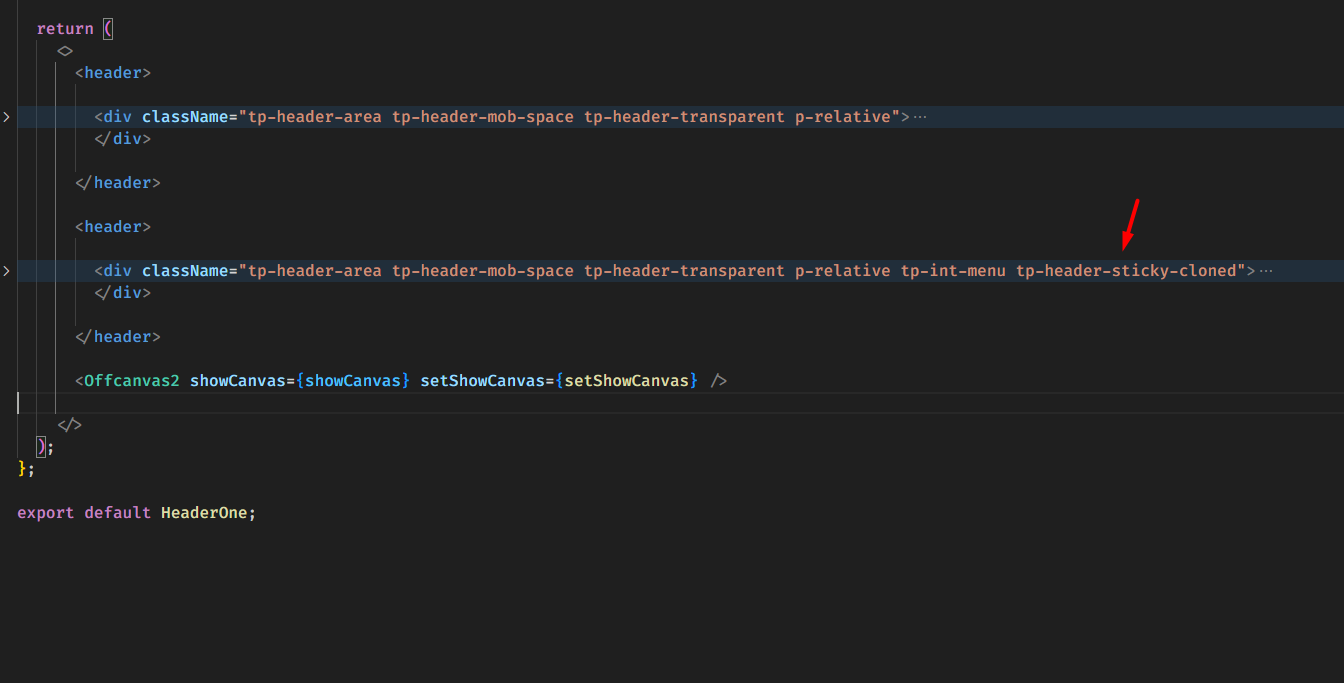 return (
<>
<header>
<div className="tp-header-area tp-header-mob-space tp-header-transparent p-relative">···
</div>
</header>
<header>
<div className="tp-header-area tp-header-mob-space tp-header-transparent p-relative tp-int-menu tp-header-sticky-cloned">···
</div>
</header>
<Offcanvas2 showCanvas={showCanvas} setShowCanvas={setShowCanvas} />
</>
);
};
export default HeaderOne;